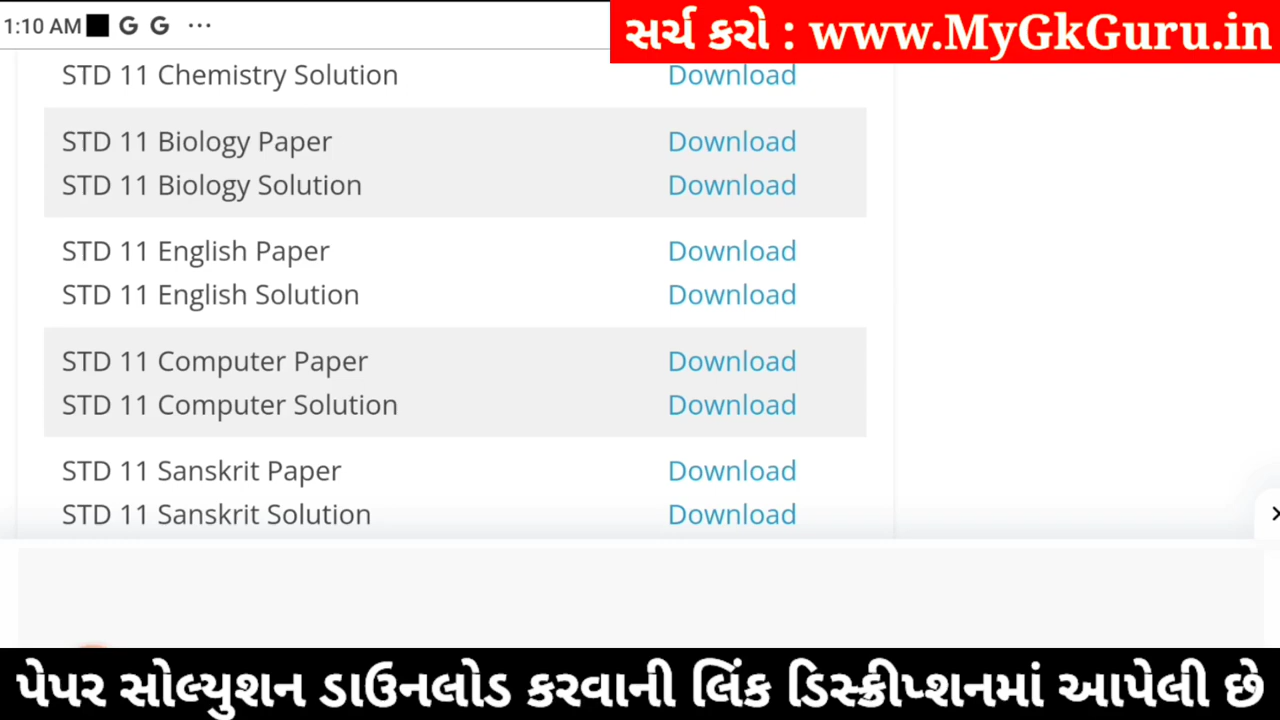 1:10 AM G G ...
સર્ચ કરો : www.MyGkGuru.in
STD 11 Chemistry Solution Download
STD 11 Biology Paper Download
STD 11 Biology Solution Download
STD 11 English Paper Download
STD 11 English Solution Download
STD 11 Computer Paper Download
STD 11 Computer Solution Download
STD 11 Sanskrit Paper Download
STD 11 Sanskrit Solution Download
પેપર સોલ્યુશન ડાઉનલોડ કરવાની લિંક ડિસ્ક્રીપ્શનમાં આપેલી છે